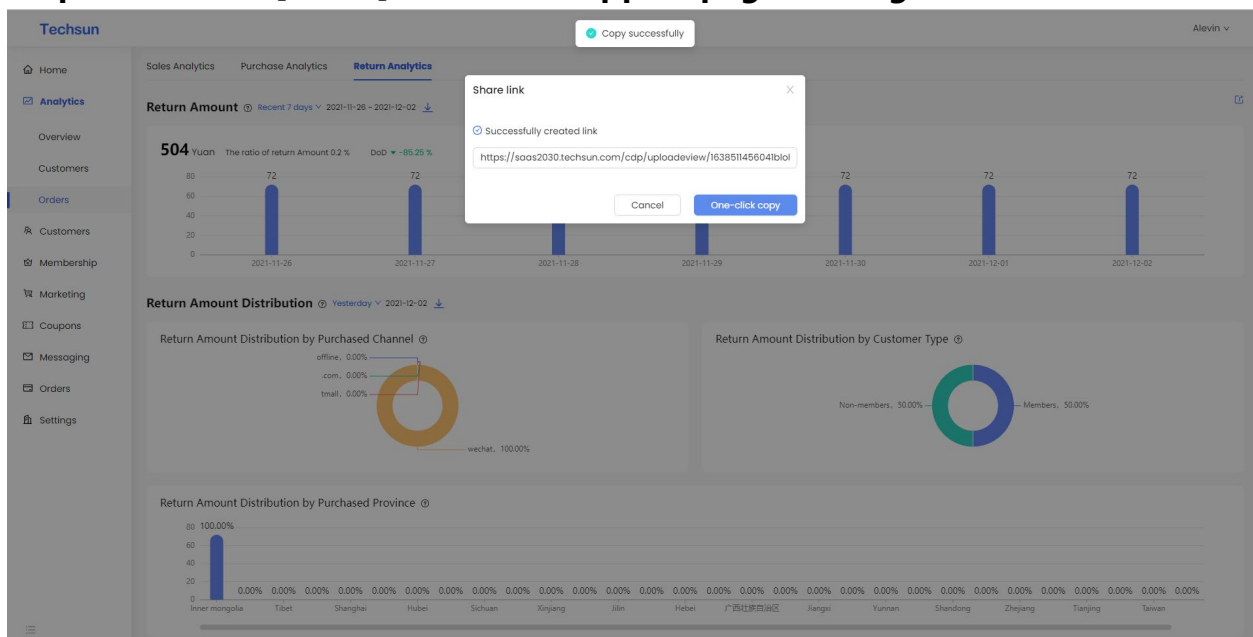 Techsun
Copy successfully
Alevin
Home
Analytics
Overview
Customers
Orders
Customers
Membership
Marketing
Coupons
Messaging
Orders
Settings
Sales Analytics Purchase Analytics Return Analytics
Return Amount Recent 7 days 2021-11-26 - 2021-12-02
Share link
Successfully created link
https://saas2030.techsun.com/cdp/uploadeview/1638511456041blol
Cancel One-click copy
504 Yuan The ratio of return Amount 0.2 % DoD -85.25 %
80
60
40
20
0
72 72 72 72 72
2021-11-26 2021-11-27 2021-11-28 2021-11-29 2021-11-30 2021-12-01 2021-12-02
Return Amount Distribution Yesterday 2021-12-02
Return Amount Distribution by Purchased Channel
offline, 0.00%
.com, 0.00%
tmall, 0.00%
wechat, 100.00%
Return Amount Distribution by Customer Type
Non-members, 50.00% Members, 50.00%
Return Amount Distribution by Purchased Province
80
60
40
20
0
100.00% 0.00% 0.00% 0.00% 0.00% 0.00% 0.00% 0.00% 0.00% 0.00% 0.00% 0.00% 0.00% 0.00% 0.00% 0.00% 0.00% 0.00% 0.00% 0.00% 0.00% 0.00% 0.00% 0.00% 0.00% 0.00% 0.00% 0.00% 0.00% 0.00%
Inner mongolia Tibet Shanghai Hubei Sichuan Xinjiang Jilin Hebei 广西壮族自治区 Jiangxi Yunnan Shandong Zhejiang Tianjing Taiwan